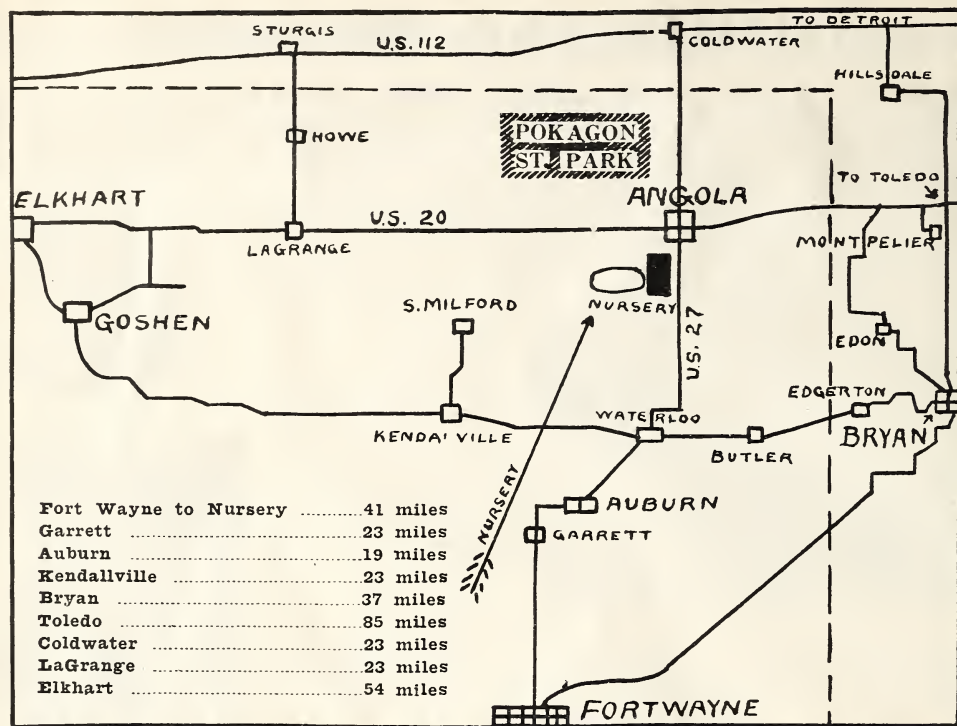 TO DETROIT
STURGIS
U.S. 112
COLDWATER
HILLSDALE
HOWE
POKAGON
ST. PARK
TO TOLEDO
ELKHART
ANGOLA
U.S. 20
LAGRANGE
MONTPELIER
NURSERY
S. MILFORD
U.S. 27
GOSHEN
EDON
EDGERTON
WATERLOO
KENDA' VILLE
BRYAN
BUTLER
NURSERY
AUBURN
GARRETT
Fort Wayne to Nursery 41 miles
Garrett 23 miles
Auburn 19 miles
Kendallville 23 miles
Bryan 37 miles
Toledo 85 miles
Coldwater 23 miles
LaGrange 23 miles
Elkhart 54 miles
FORTWAYNE